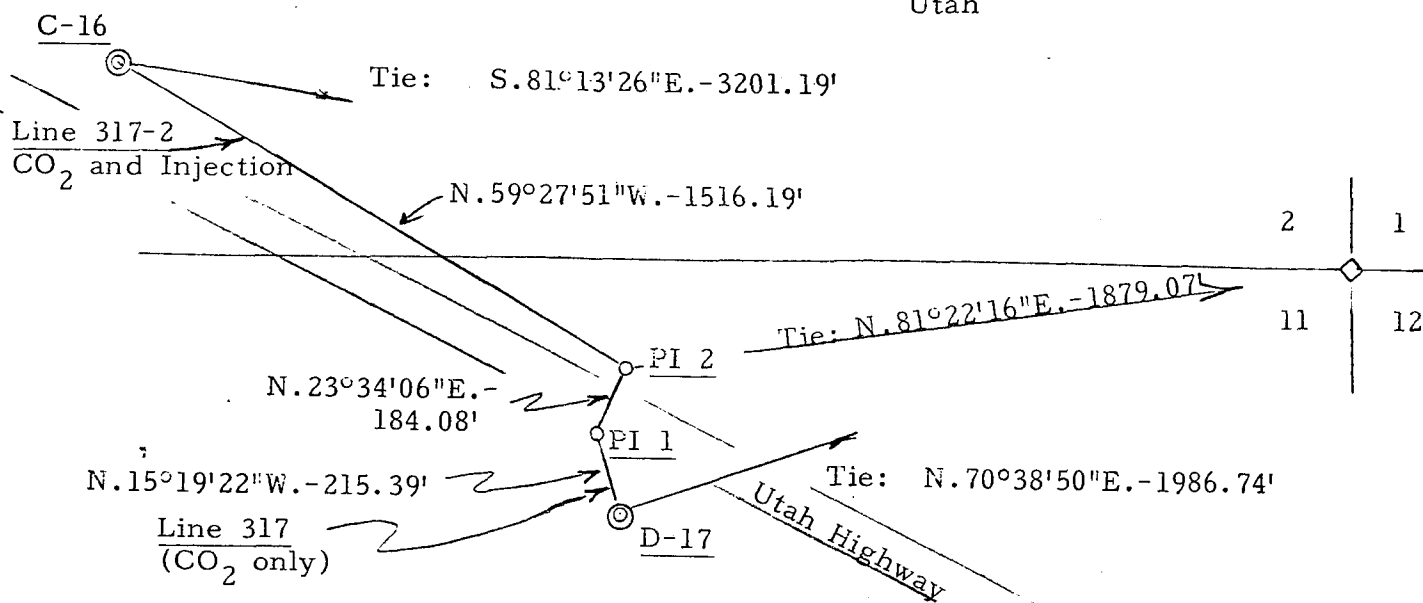 Utah
C-16
Tie: S.81°13'26"E.-3201.19'
Line 317-2
CO2 and Injection
N.59°27'51"W.-1516.19'
2
1
Tie: N.81°22'16"E.-1879.07'
11
12
PI 2
N.23°34'06"E.-
184.08'
PI 1
N.15°19'22"W.-215.39'
Tie: N.70°38'50"E.-1986.74'
Line 317
(CO2 only)
D-17
Utah Highway